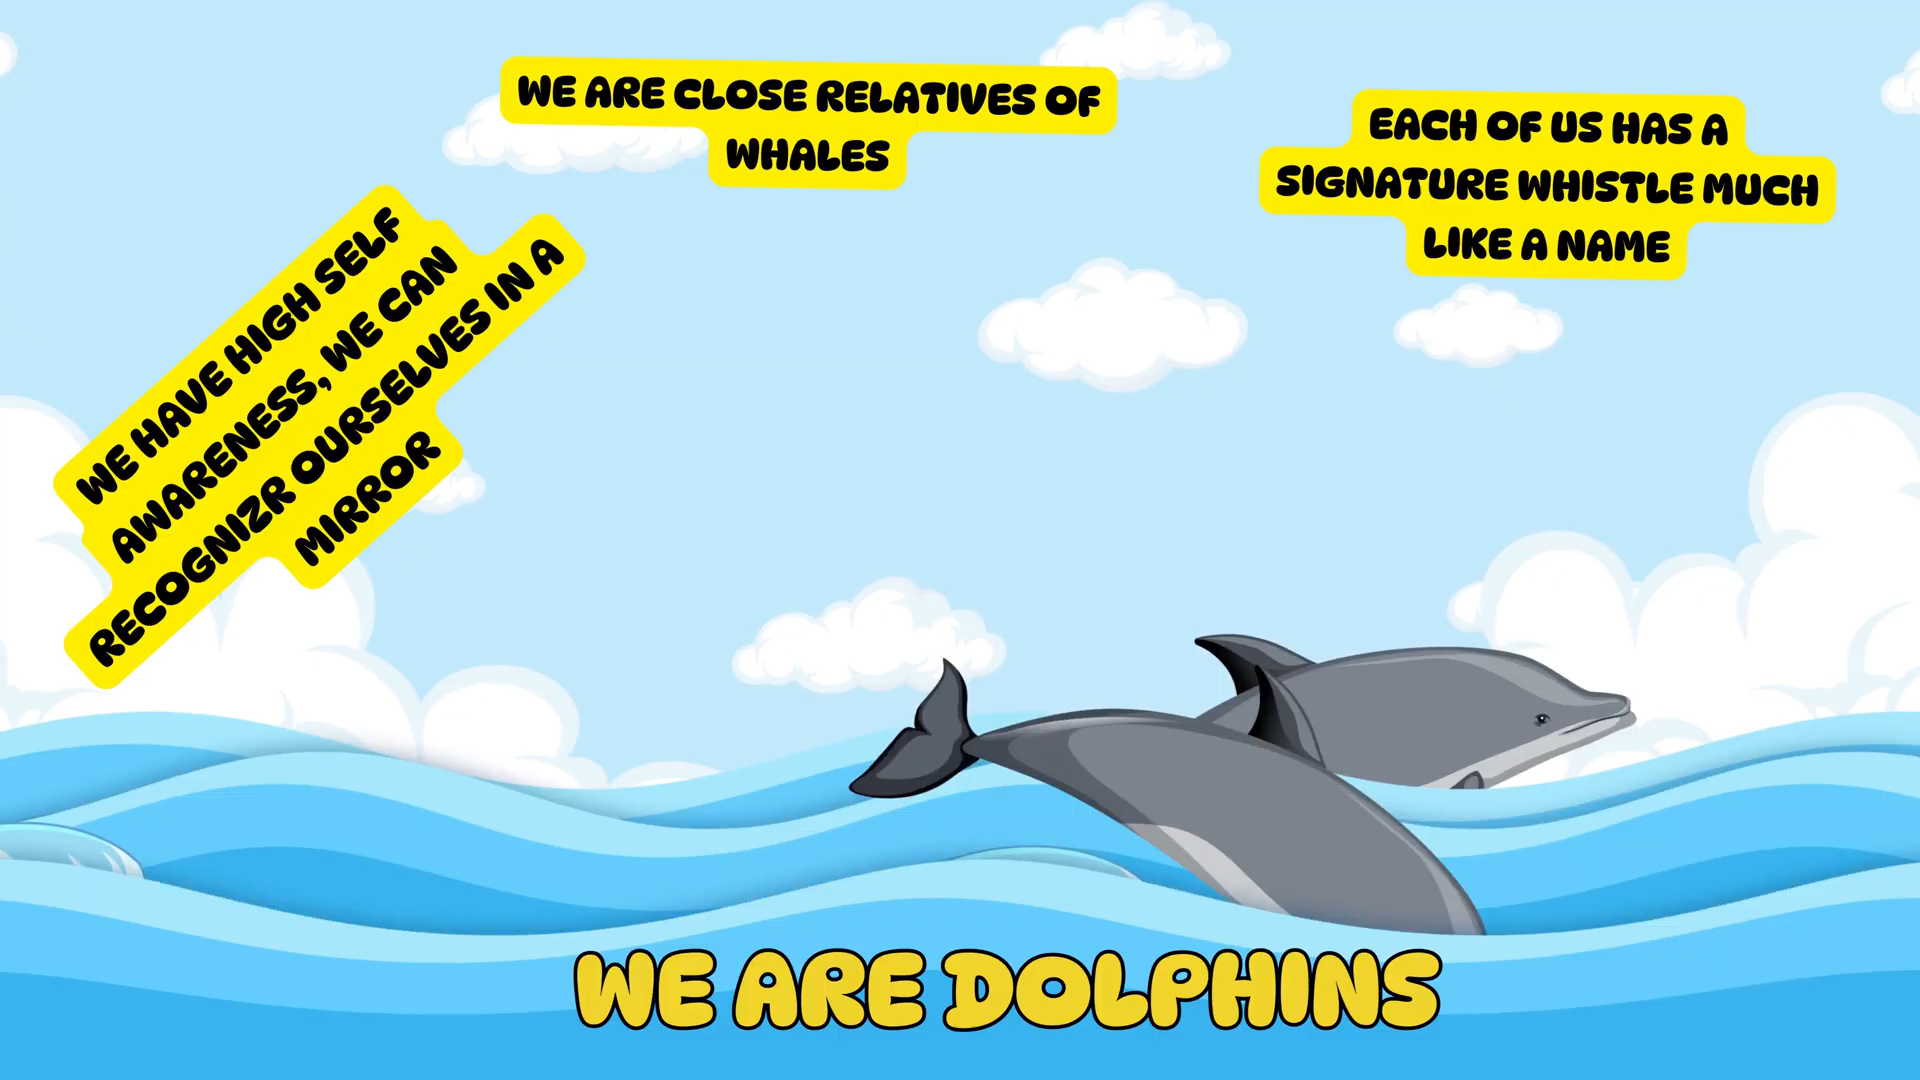 WE ARE CLOSE RELATIVES OF
WHALES
EACH OF US HAS A
SIGNATURE WHISTLE MUCH
LIKE A NAME
WE HAVE HIGH SELF
AWARENESS, WE CAN
RECOGNIZR OURSELVES IN A
MIRROR
WE ARE DOLPHINS